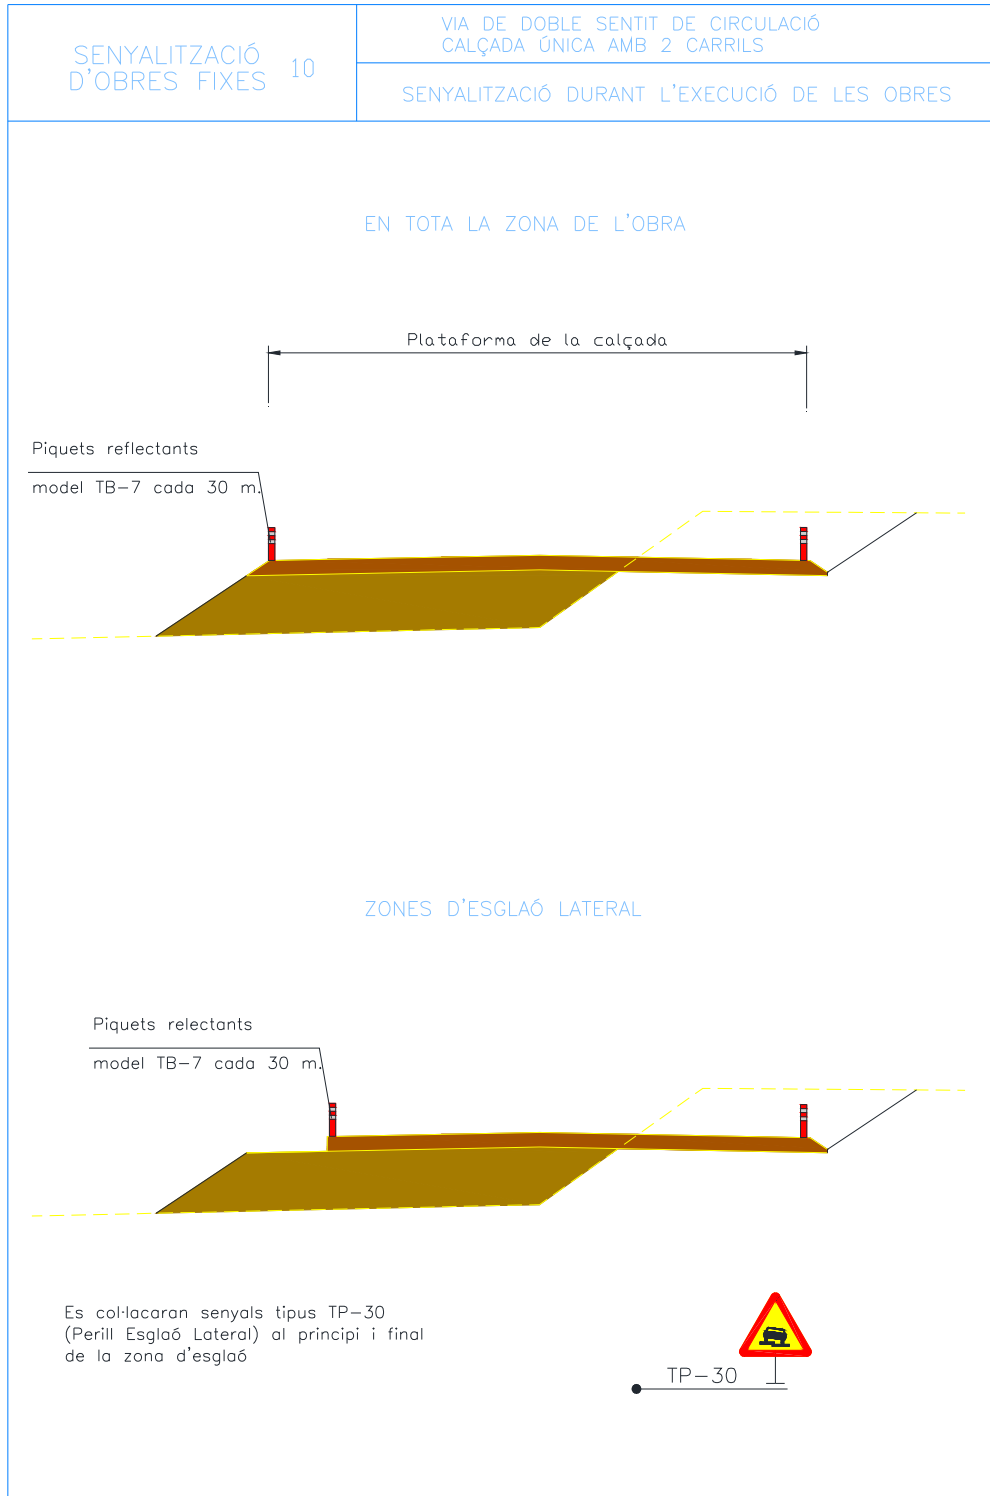 SENYALITZACIÓ
D'OBRES FIXES 10
VIA DE DOBLE SENTIT DE CIRCULACIÓ
CALÇADA ÚNICA AMB 2 CARRILS
SENYALITZACIÓ DURANT L'EXECUCIÓ DE LES OBRES
EN TOTA LA ZONA DE L'OBRA
Plataforma de la calçada
Piquets reflectants
model TB-7 cada 30 m.
ZONES D'ESGLAÓ LATERAL
Piquets relectants
model TB-7 cada 30 m.
Es col·lacaran senyals tipus TP-30
(Perill Esglaó Lateral) al principi i final
de la zona d'esglaó
TP-30